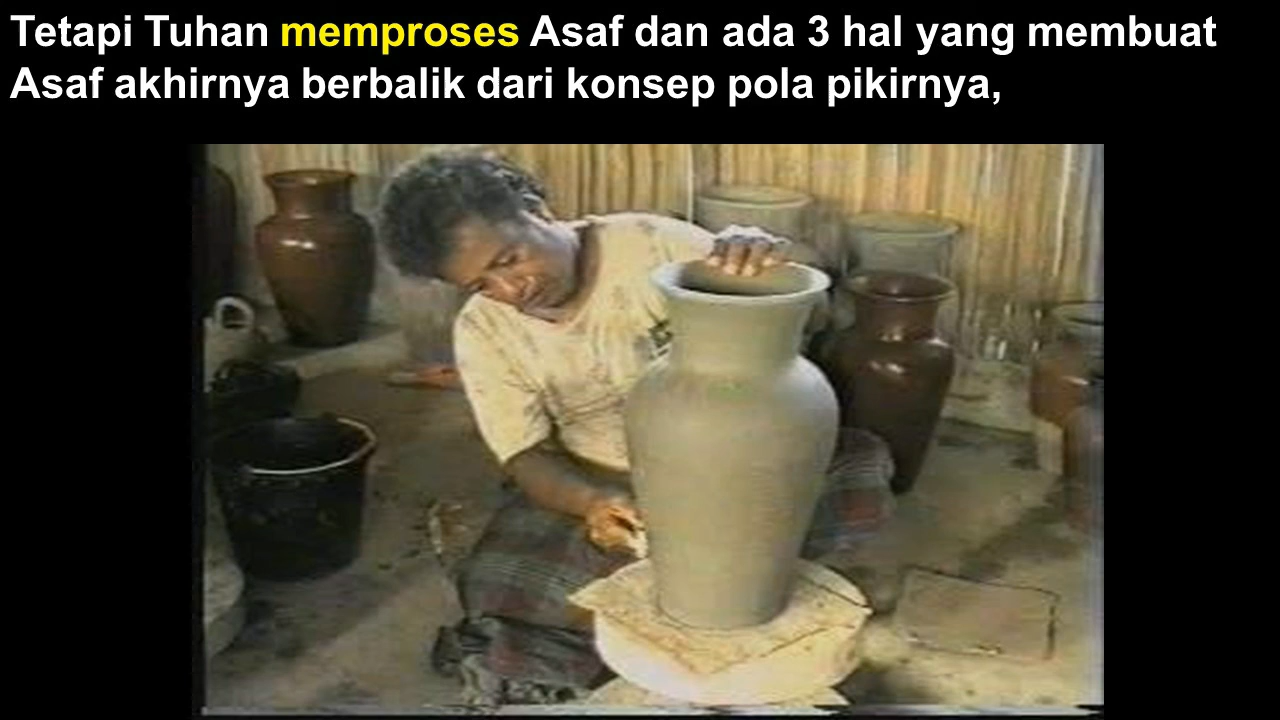 Tetapi Tuhan memproses Asaf dan ada 3 hal yang membuat
Asaf akhirnya berbalik dari konsep pola pikirnya,